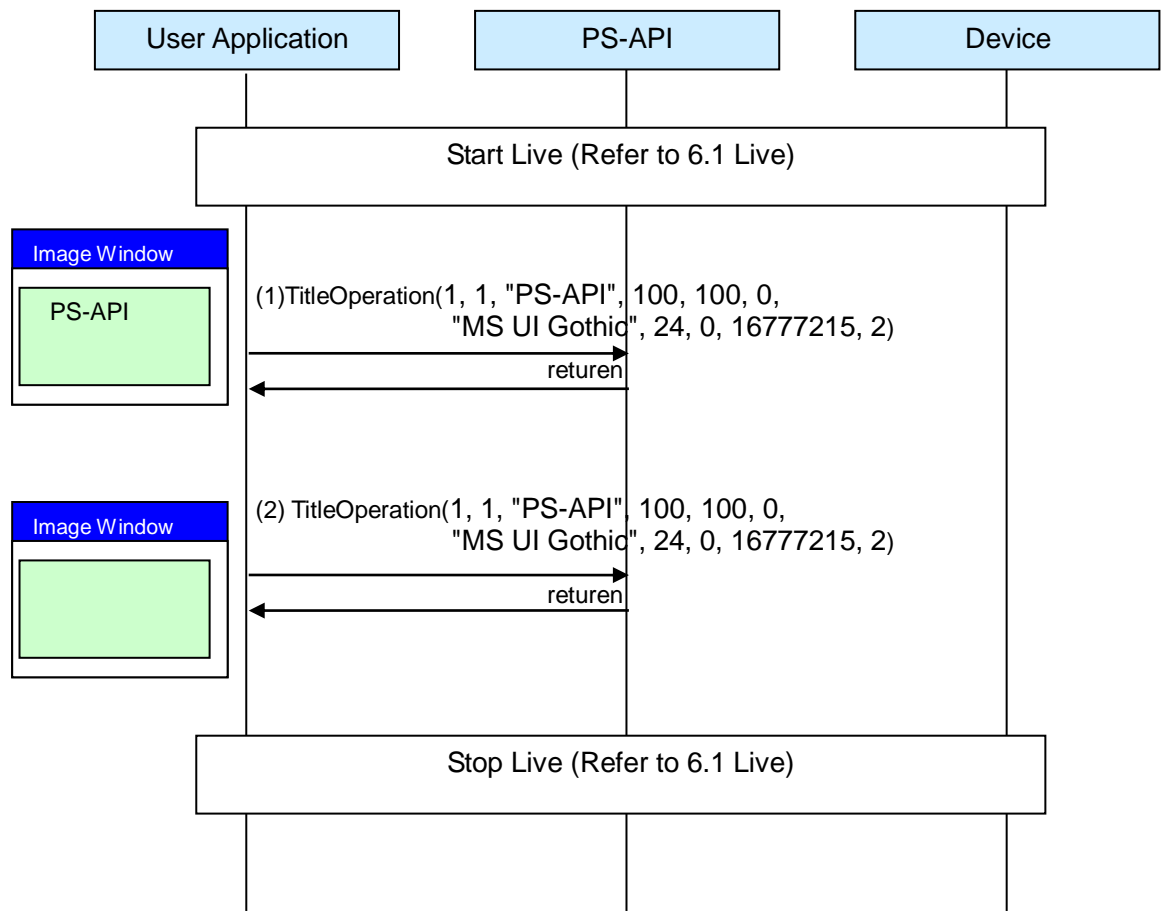 User Application
PS-API
Device
Start Live (Refer to 6.1 Live)
Image Window
PS-API
(1)TitleOperation(1, 1, "PS-API", 100, 100, 0,
"MS UI Gothic", 24, 0, 16777215, 2)
returen
Image Window
(2) TitleOperation(1, 1, "PS-API", 100, 100, 0,
"MS UI Gothic", 24, 0, 16777215, 2)
returen
Stop Live (Refer to 6.1 Live)